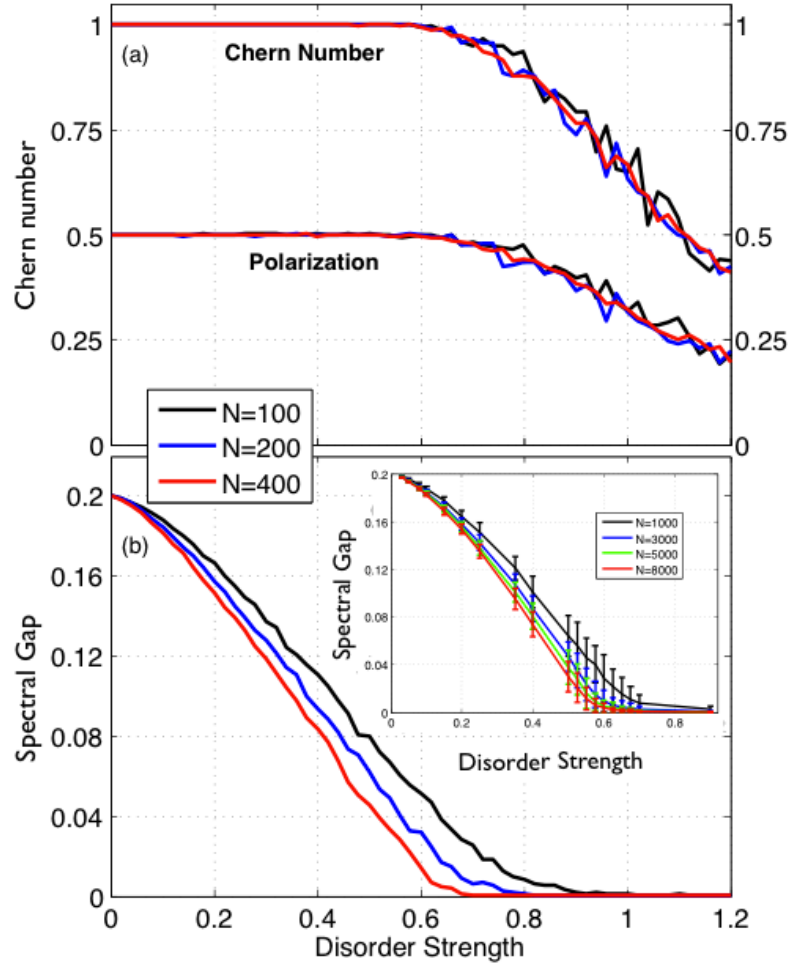 1
1
(a)
Chern Number
0.75
0.75
Chern number
0.5
0.5
Polarization
0.25
0.25
0
0
N=100
N=200
N=400
0.2
(b)
0.16
0.12
0.08
0.04
0
Spectral Gap
0.2
0.16
0.12
0.08
0.04
0
Spectral Gap
N=1000
N=3000
N=5000
N=8000
0 0.2 0.4 0.6 0.8
Disorder Strength
0 0.2 0.4 0.6 0.8 1 1.2
Disorder Strength